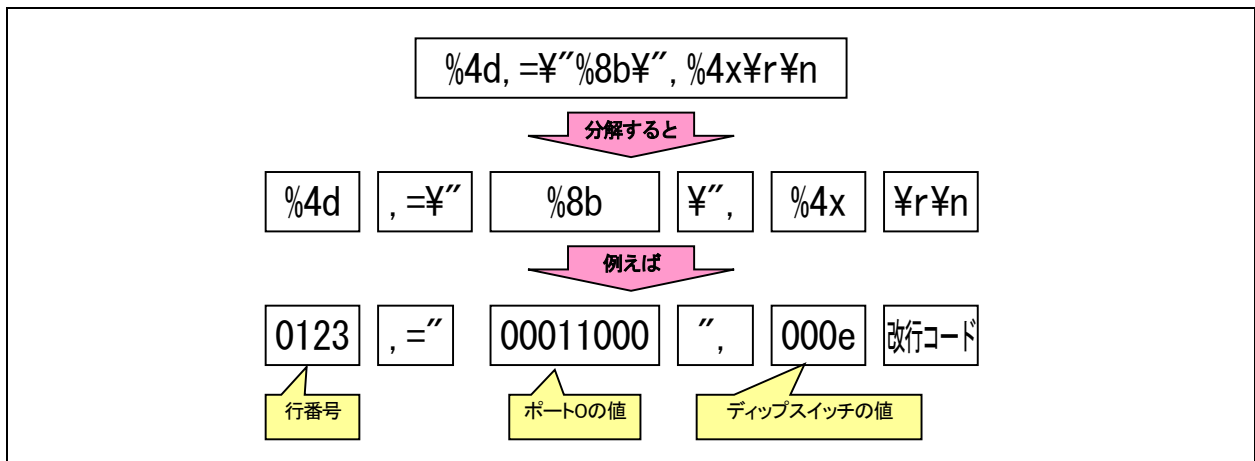 %4d,=¥"%8b¥",%4x¥r¥n
分解すると
%4d ,=¥" %8b ¥", %4x ¥r¥n
例えば
0123 ,=" 00011000 ", 000e 改行コード
行番号 ポート0の値 ディップスイッチの値